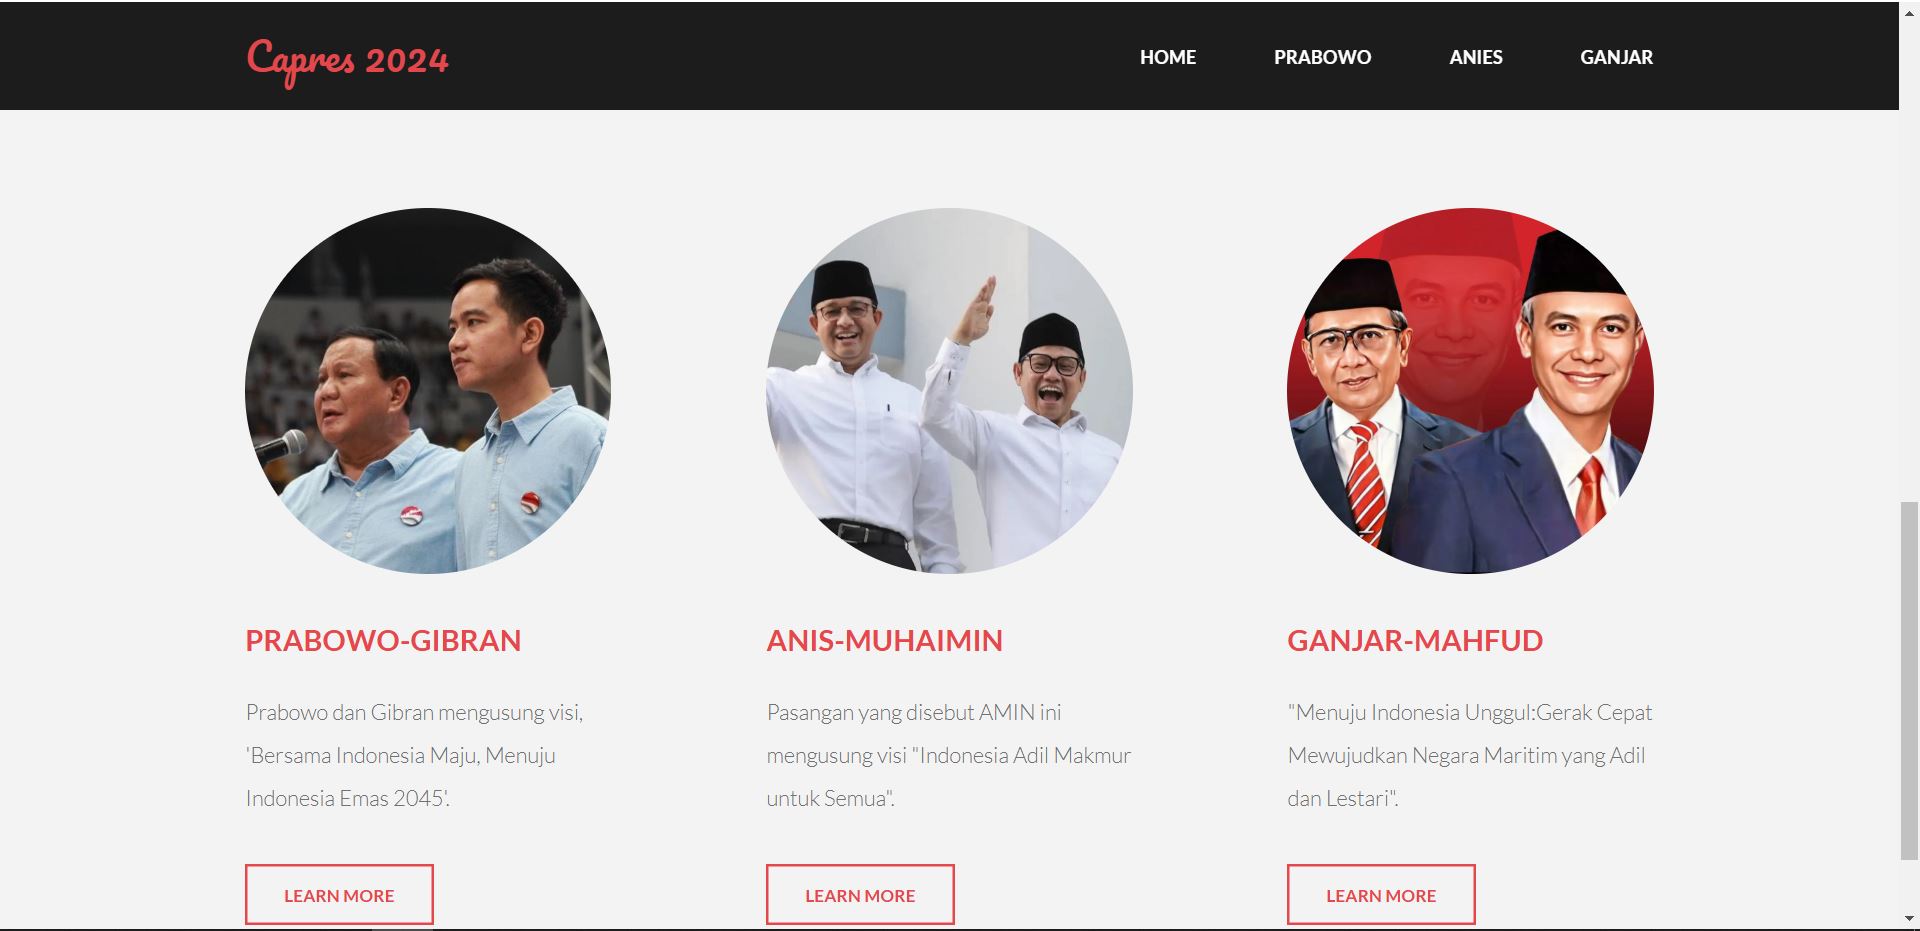 Capres 2024
HOME
PRABOWO
ANIES
GANJAR
PRABOWO-GIBRAN
Prabowo dan Gibran mengusung visi,
'Bersama Indonesia Maju, Menuju
Indonesia Emas 2045'.
LEARN MORE
ANIS-MUHAIMIN
Pasangan yang disebut AMIN ini
mengusung visi "Indonesia Adil Makmur
untuk Semua".
LEARN MORE
GANJAR-MAHFUD
"Menuju Indonesia Unggul:Gerak Cepat
Mewujudkan Negara Maritim yang Adil
dan Lestari".
LEARN MORE